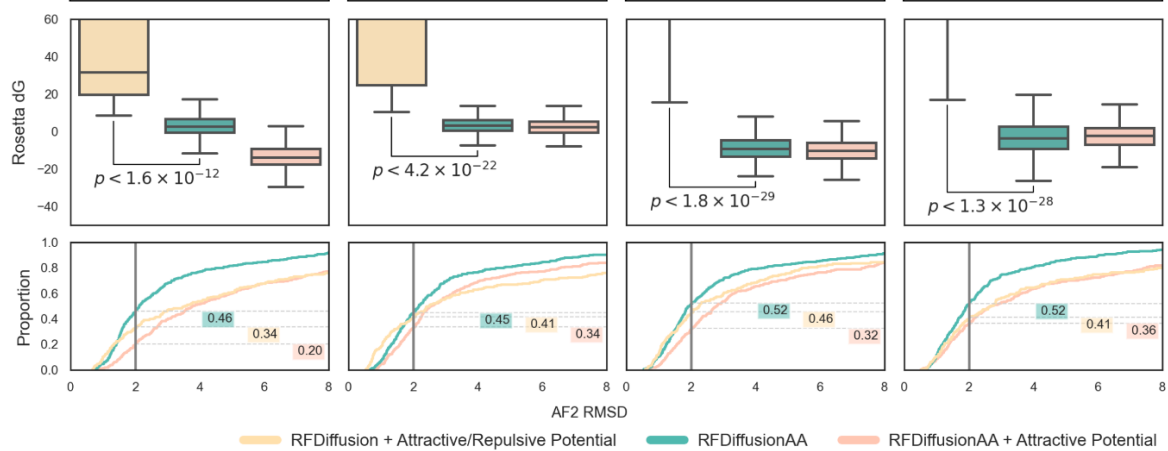 60
40
20
0
−20
−40
Rosetta dG
p < 1.6 × 10−12
p < 4.2 × 10−22
p < 1.8 × 10−29
p < 1.3 × 10−28
1.0
0.8
0.6
0.4
0.2
0.0
Proportion
0.46
0.34
0.20
0.45
0.41
0.34
0.52
0.46
0.32
0.52
0.41
0.36
0 2 4 6 8 0 2 4 6 8 0 2 4 6 8 0 2 4 6 8
AF2 RMSD
RFDiffusion + Attractive/Repulsive Potential RFDiffusionAA RFDiffusionAA + Attractive Potential